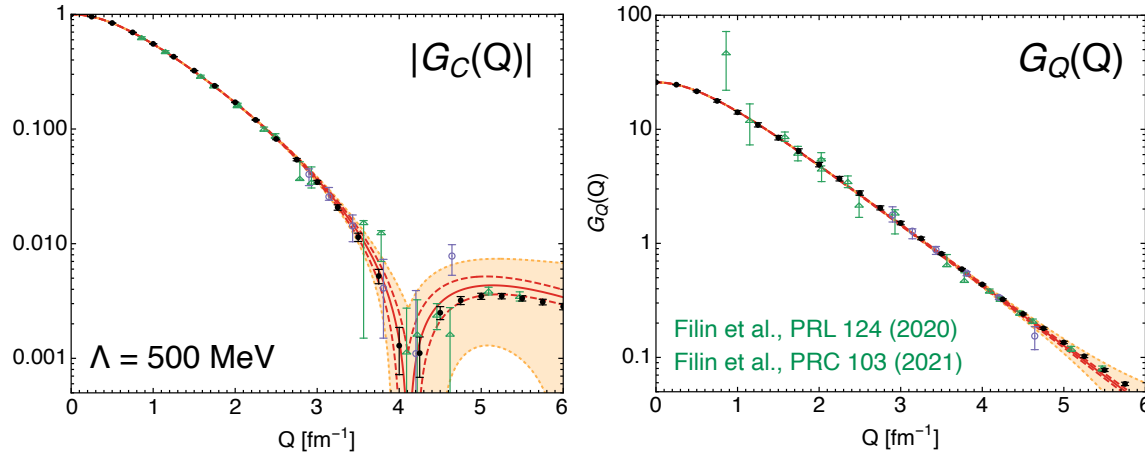 1
0.100
0.010
0.001
|G_C(Q)|
Λ = 500 MeV
0 1 2 3 4 5 6
Q [fm⁻¹]
100
10
1
0.1
G_Q(Q)
G_Q(Q)
Filin et al., PRL 124 (2020)
Filin et al., PRC 103 (2021)
0 1 2 3 4 5 6
Q [fm⁻¹]